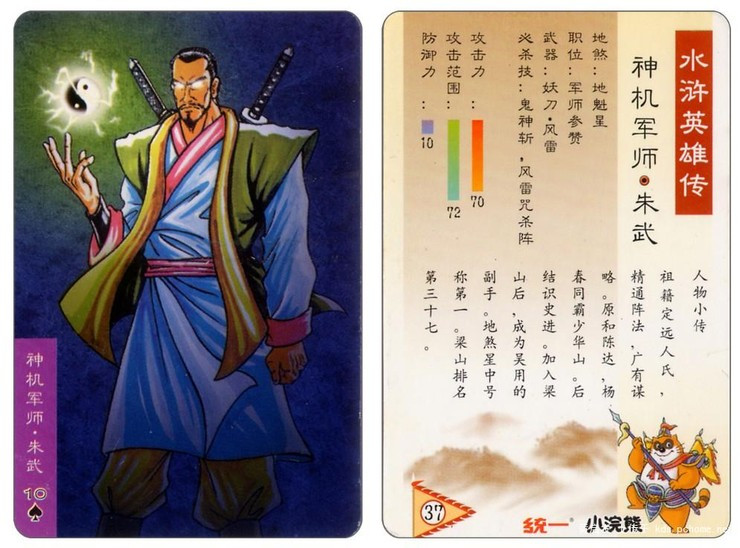 神机军师·朱武
10
水浒英雄传
神机军师·朱武
地煞：地魁星
职位：军师参赞
武器：妖刀·风雷
必杀技：鬼神斩，风雷咒杀阵
攻击力：
70
攻击范围：
72
防御力：
10
人物小传
祖籍定远人氏，
精通阵法，广有谋
略。原和陈达，杨
春同霸少华山。后
结识史进。加入梁
山后，成为吴用的
副手。地煞星中号
称第一。梁山排名
第三十七。
37
统一 小浣熊